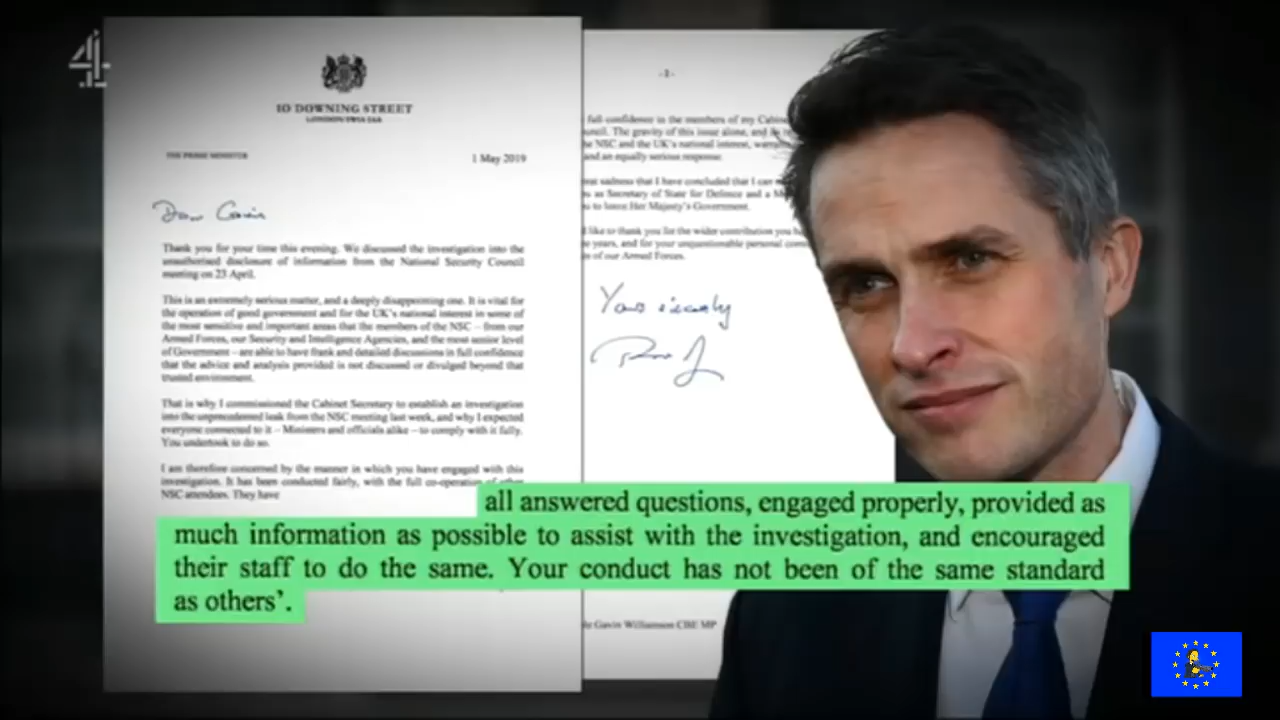 4
10 DOWNING STREET
LONDON SW1A 2AA
THE PRIME MINISTER
1 May 2019
Dear Gavin
Thank you for your time this evening. We discussed the investigation into the
unauthorised disclosure of information from the National Security Council
meeting on 23 April.
This is an extremely serious matter, and a deeply disappointing one. It is vital for
the operation of good government and for the UK's national interest in some of
the most sensitive and important areas that the members of the NSC – from our
Armed Forces, our Security and Intelligence Agencies, and the most senior level
of Government – are able to have frank and detailed discussions in full confidence
that the advice and analysis provided is not discussed or divulged beyond that
trusted environment.
That is why I commissioned the Cabinet Secretary to establish an investigation
into the unprecedented leak from the NSC meeting last week, and why I expected
everyone connected to it – Ministers and officials alike – to comply with it fully.
You undertook to do so.
I am therefore concerned by the manner in which you have engaged with this
investigation. It has been conducted fairly, with the full co-operation of other
NSC attendees. They have
all answered questions, engaged properly, provided as
much information as possible to assist with the investigation, and encouraged
their staff to do the same. Your conduct has not been of the same standard
as others'.
-2-
full confidence in the members of my Cabinet
The gravity of this issue alone, and
NSC and the UK's national interest,
and an equally serious response.
sadness that I have concluded that I can
as Secretary of State for Defence and a
to leave Her Majesty's Government.
like to thank you for the wider contribution you
years, and for your unquestionable personal
of our Armed Forces.
Yours sincerely
Gavin Williamson CBE MP